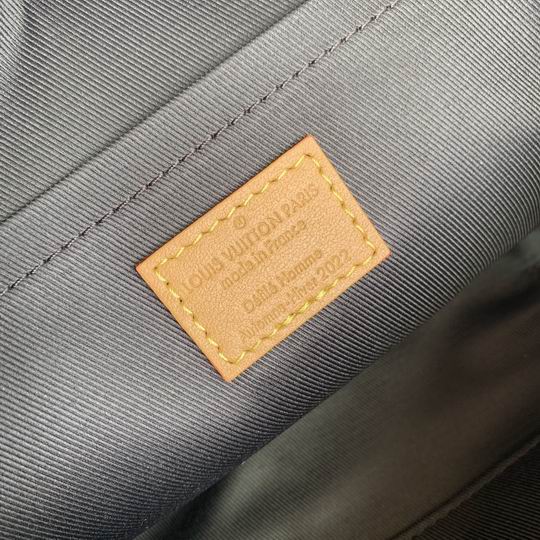 ®
LOUIS VUITTON PARIS
made in France
Défilé Homme
Automne-Hiver 2022